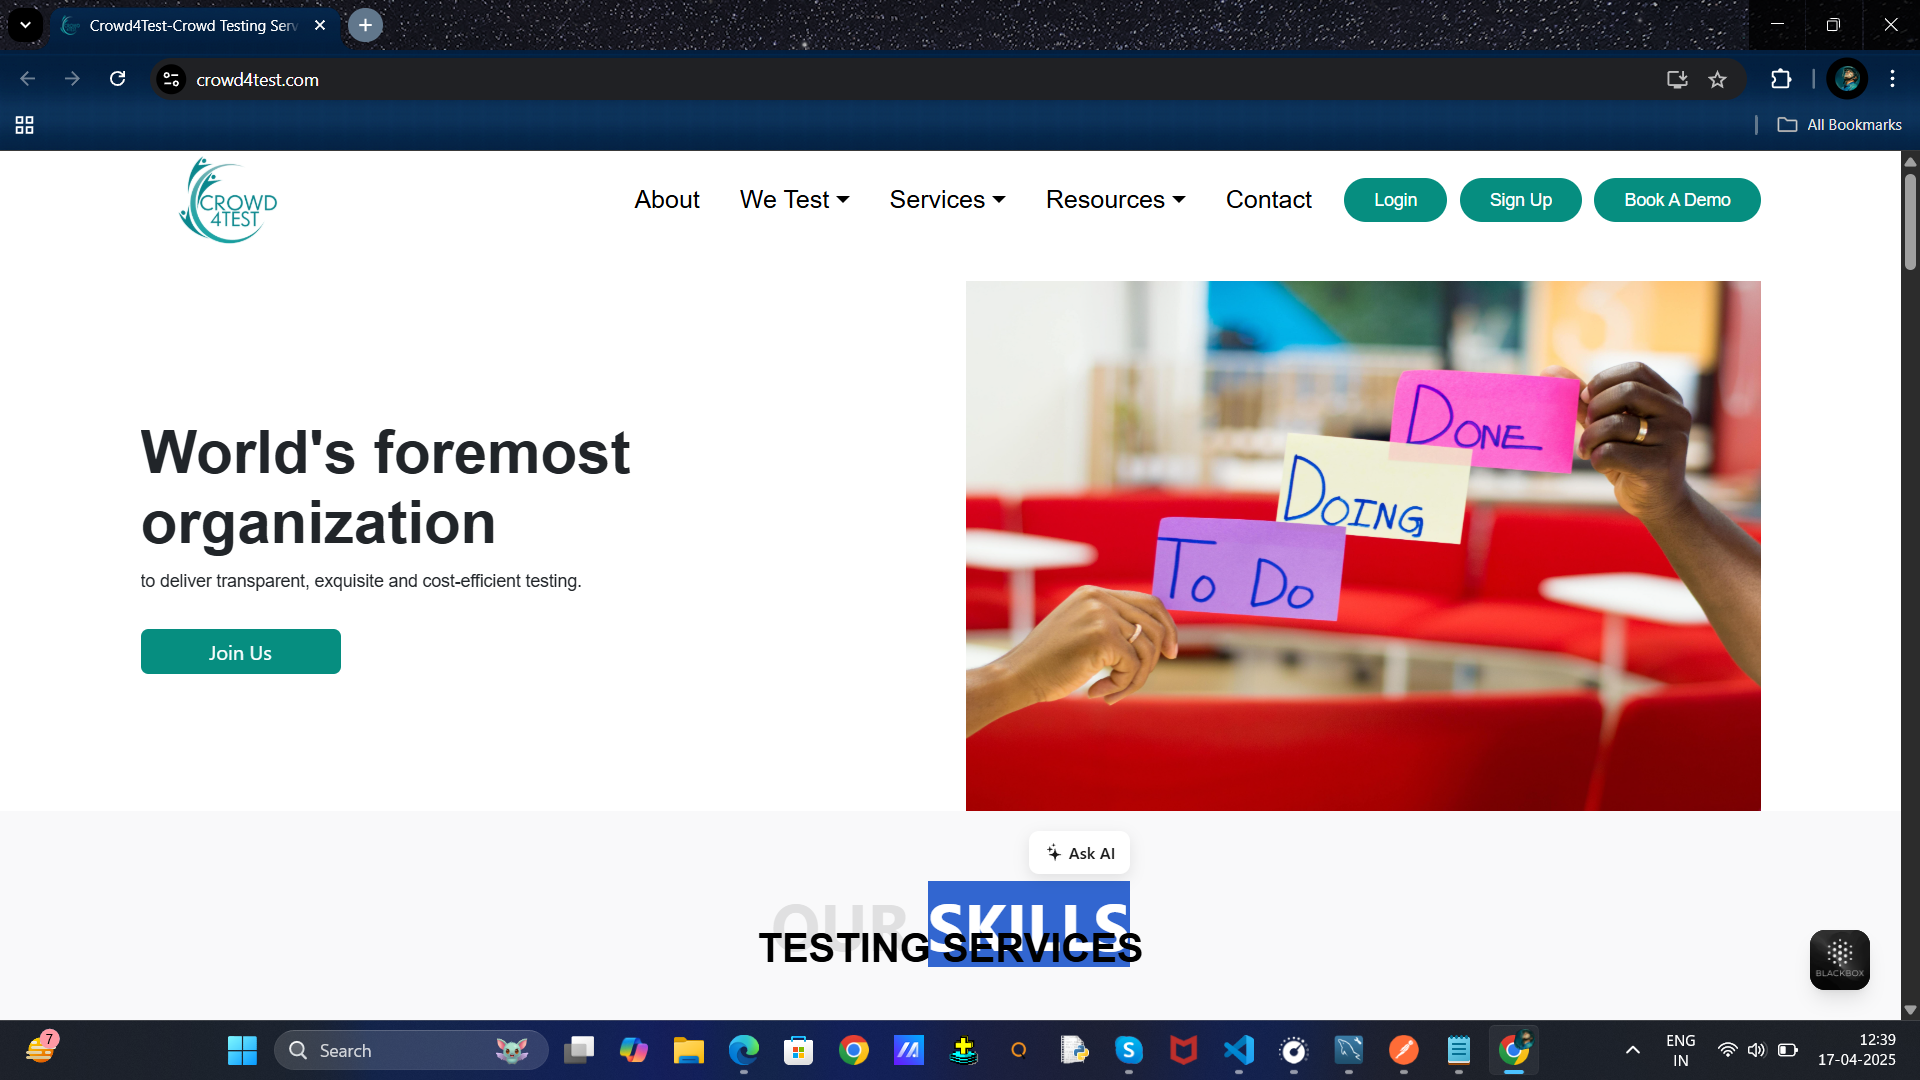 Crowd4Test-Crowd Testing Serv
crowd4test.com
All Bookmarks
CROWD
4TEST
About
We Test
Services
Resources
Contact
Login
Sign Up
Book A Demo
World's foremost
organization
to deliver transparent, exquisite and cost-efficient testing.
Join Us
DONE
DOING
TO DO
Ask AI
OUR SKILLS
TESTING SERVICES
BLACKBOX
7
Search
ENG
IN
12:39
17-04-2025